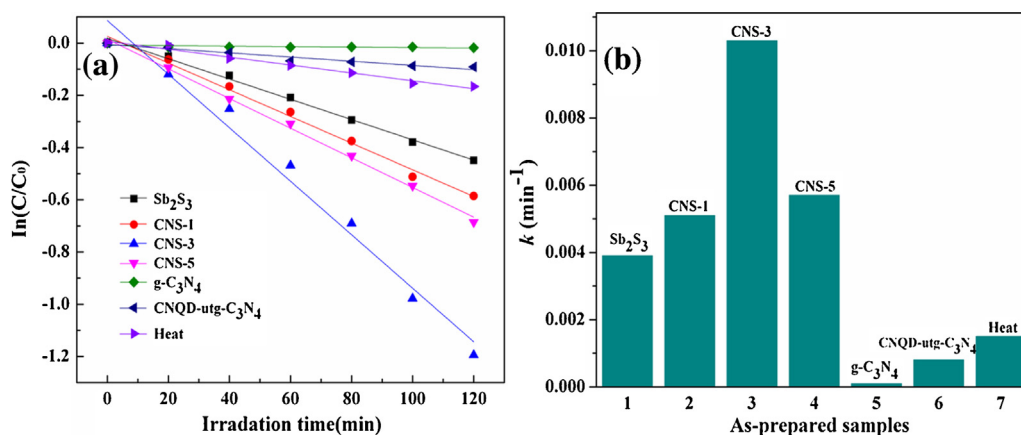 (a)
In(C/C₀)
0.0
-0.2
-0.4
-0.6
-0.8
-1.0
-1.2
Sb₂S₃
CNS-1
CNS-3
CNS-5
g-C₃N₄
CNQD-utg-C₃N₄
Heat
0 20 40 60 80 100 120
Irradation time(min)
(b)
k (min⁻¹)
0.010
0.008
0.006
0.004
0.002
0.000
Sb₂S₃
CNS-1
CNS-3
CNS-5
g-C₃N₄
CNQD-utg-C₃N₄
Heat
1 2 3 4 5 6 7
As-prepared samples